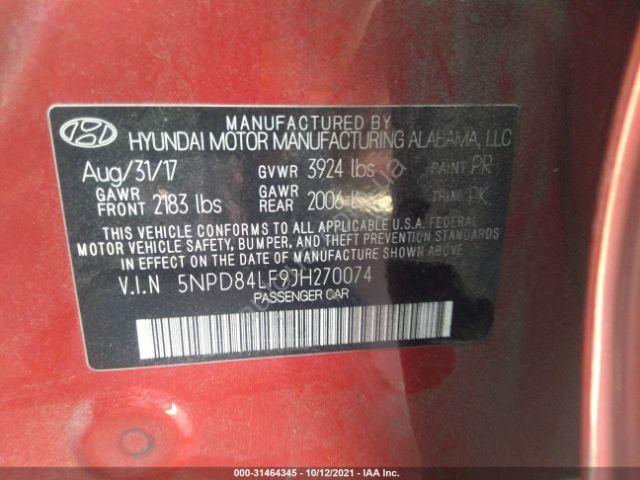 MANUFACTURED BY
HYUNDAI MOTOR MANUFACTURING ALABAMA, LLC
Aug/31/17 GVWR 3924 lbs PAINT PR
GAWR FRONT 2183 lbs GAWR REAR 2006 lbs TRIM PK
THIS VEHICLE CONFORMS TO ALL APPLICABLE U.S.A. FEDERAL
MOTOR VEHICLE SAFETY, BUMPER, AND THEFT PREVENTION
STANDARDS IN EFFECT ON THE DATE OF MANUFACTURE SHOWN ABOVE.
V.I.N 5NPD84LF9JH270074
PASSENGER CAR
000-31464345 - 10/12/2021 - IAA Inc.